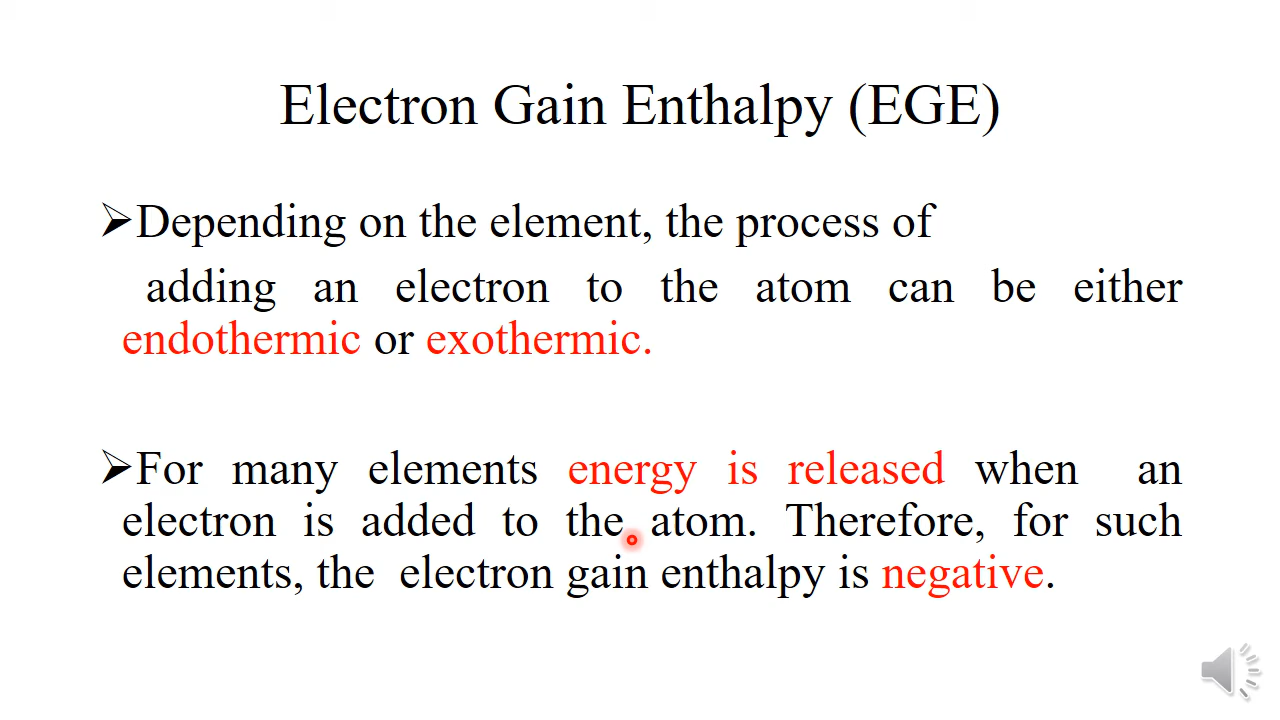 Electron Gain Enthalpy (EGE)
➢Depending on the element, the process of
adding an electron to the atom can be either
endothermic or exothermic.
➢For many elements energy is released when an
electron is added to the atom. Therefore, for such
elements, the electron gain enthalpy is negative.